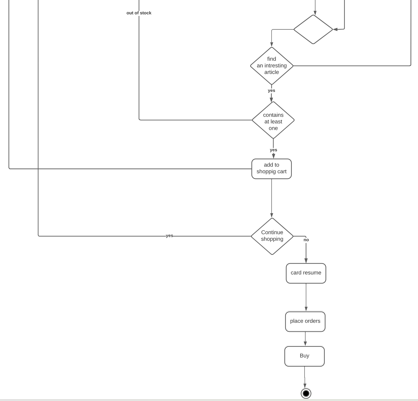 out of stock
find
an intresting
article
yes
contains
at least
one
yes
add to
shoppig cart
Continue
shopping
yes
no
card resume
place orders
Buy